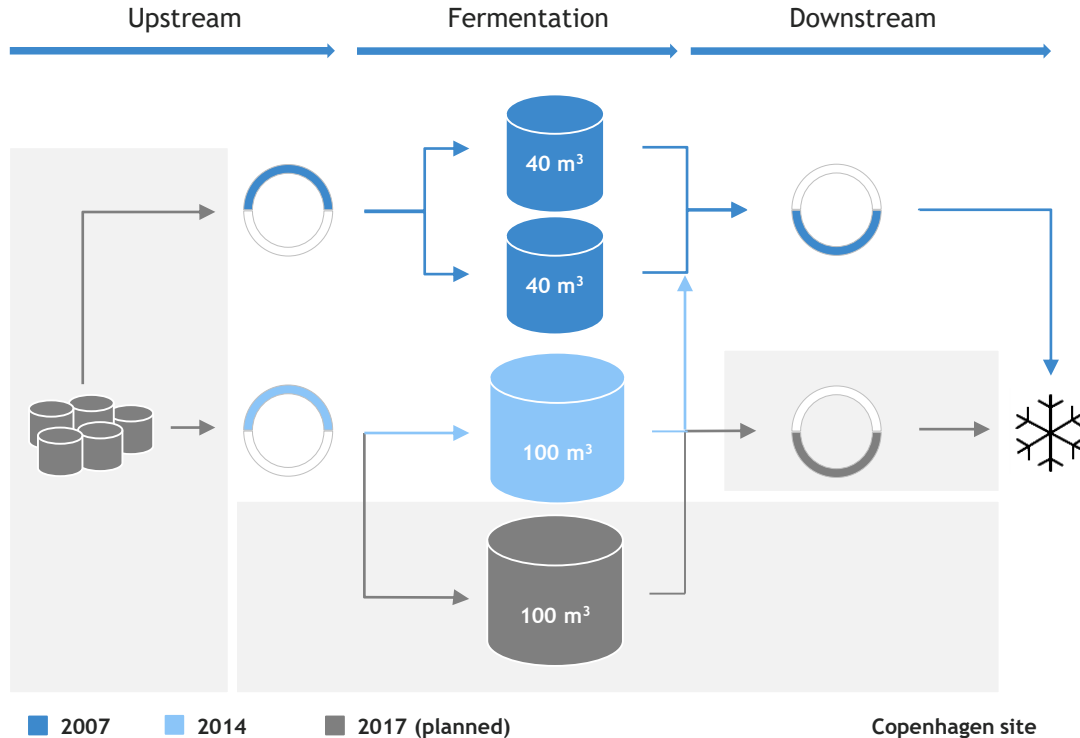 Upstream
Fermentation
Downstream
40 m³
40 m³
100 m³
100 m³
2007
2014
2017 (planned)
Copenhagen site